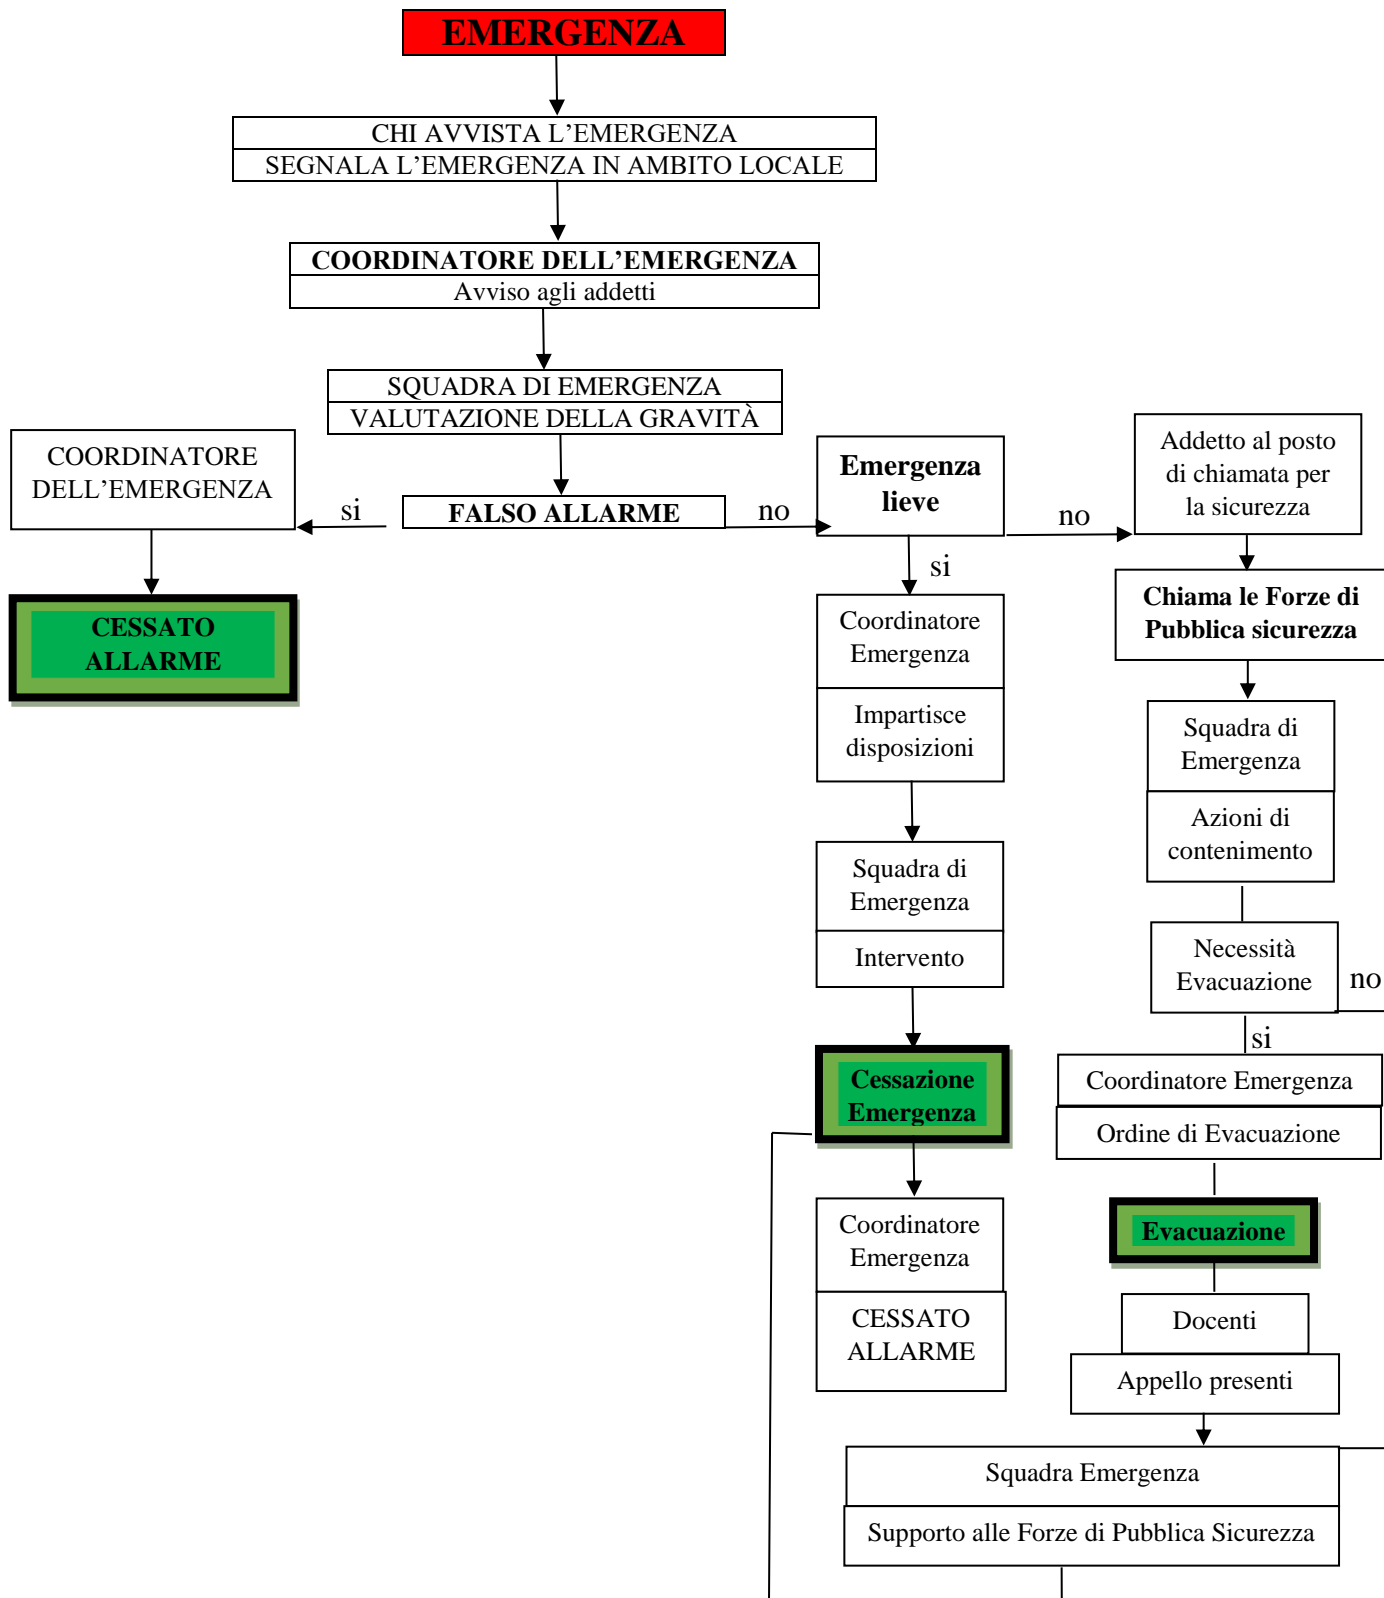 EMERGENZA
CHI AVVISTA L’EMERGENZA
SEGNALA L’EMERGENZA IN AMBITO LOCALE
COORDINATORE DELL’EMERGENZA
Avviso agli addetti
SQUADRA DI EMERGENZA
VALUTAZIONE DELLA GRAVITÀ
FALSO ALLARME
si
COORDINATORE
DELL’EMERGENZA
CESSATO
ALLARME
no
Emergenza
lieve
si
Coordinatore
Emergenza
Impartisce
disposizioni
Squadra di
Emergenza
Intervento
Cessazione
Emergenza
Coordinatore
Emergenza
CESSATO
ALLARME
no
Addetto al posto
di chiamata per
la sicurezza
Chiama le Forze di
Pubblica sicurezza
Squadra di
Emergenza
Azioni di
contenimento
Necessità
Evacuazione
no
si
Coordinatore Emergenza
Ordine di Evacuazione
Evacuazione
Docenti
Appello presenti
Squadra Emergenza
Supporto alle Forze di Pubblica Sicurezza